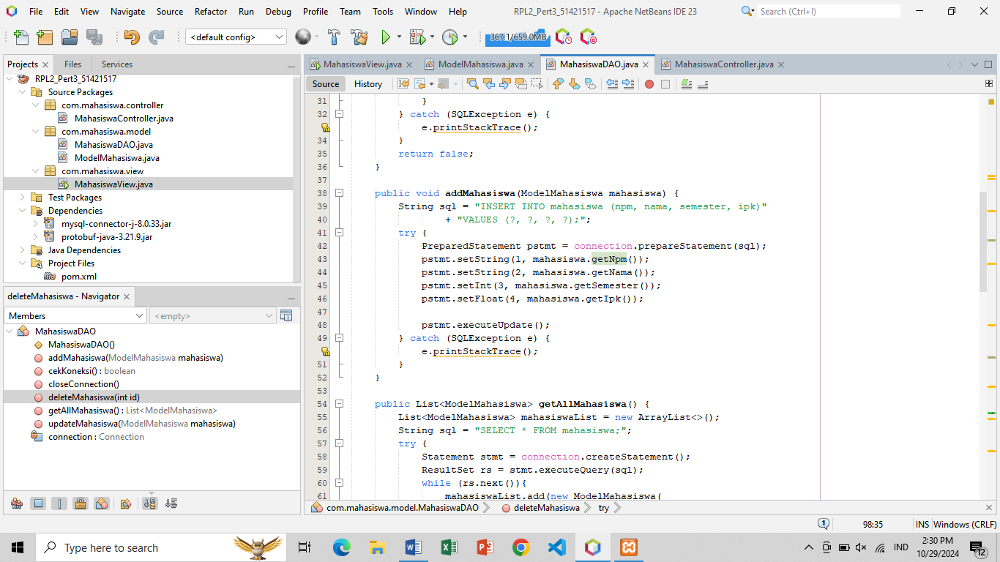 File Edit View Navigate Source Refactor Run Debug Profile Team Tools Window Help RPL2_Pert3_51421517 - Apache NetBeans IDE 23 Search (Ctrl+I)
<default config> 367.1/659.0MB
Projects Files Services
RPL2_Pert3_51421517
Source Packages
com.mahasiswa.controller
MahasiswaController.java
com.mahasiswa.model
MahasiswaDAO.java
ModelMahasiswa.java
com.mahasiswa.view
MahasiswaView.java
Test Packages
Dependencies
mysql-connector-j-8.0.33.jar
protobuf-java-3.21.9.jar
Java Dependencies
Project Files
pom.xml
deleteMahasiswa - Navigator
Members <empty>
MahasiswaDAO
MahasiswaDAO()
addMahasiswa(ModelMahasiswa mahasiswa)
cekKoneksi() : boolean
closeConnection()
deleteMahasiswa(int id)
getAllMahasiswa() : List<ModelMahasiswa>
updateMahasiswa(ModelMahasiswa mahasiswa)
connection : Connection
MahasiswaView.java ModelMahasiswa.java MahasiswaDAO.java MahasiswaController.java
Source History
31 }
32 } catch (SQLException e) {
e.printStackTrace();
34 }
35 return false;
36 }
37
38 public void addMahasiswa(ModelMahasiswa mahasiswa) {
39 String sql = "INSERT INTO mahasiswa (npm, nama, semester, ipk)"
40 + "VALUES (?, ?, ?, ?);";
41 try {
42 PreparedStatement pstmt = connection.prepareStatement(sql);
43 pstmt.setString(1, mahasiswa.getNpm());
44 pstmt.setString(2, mahasiswa.getNama());
45 pstmt.setInt(3, mahasiswa.getSemester());
46 pstmt.setFloat(4, mahasiswa.getIpk());
47
48 pstmt.executeUpdate();
49 } catch (SQLException e) {
e.printStackTrace();
51 }
52 }
53
54 public List<ModelMahasiswa> getAllMahasiswa() {
55 List<ModelMahasiswa> mahasiswaList = new ArrayList<>();
56 String sql = "SELECT * FROM mahasiswa;";
57 try {
58 Statement stmt = connection.createStatement();
59 ResultSet rs = stmt.executeQuery(sql);
60 while (rs.next()){
61 mahasiswaList.add(new ModelMahasiswa(
com.mahasiswa.model.MahasiswaDAO deleteMahasiswa try
1 98:35 INS Windows (CRLF)
Type here to search IND 2:30 PM
10/29/2024 12